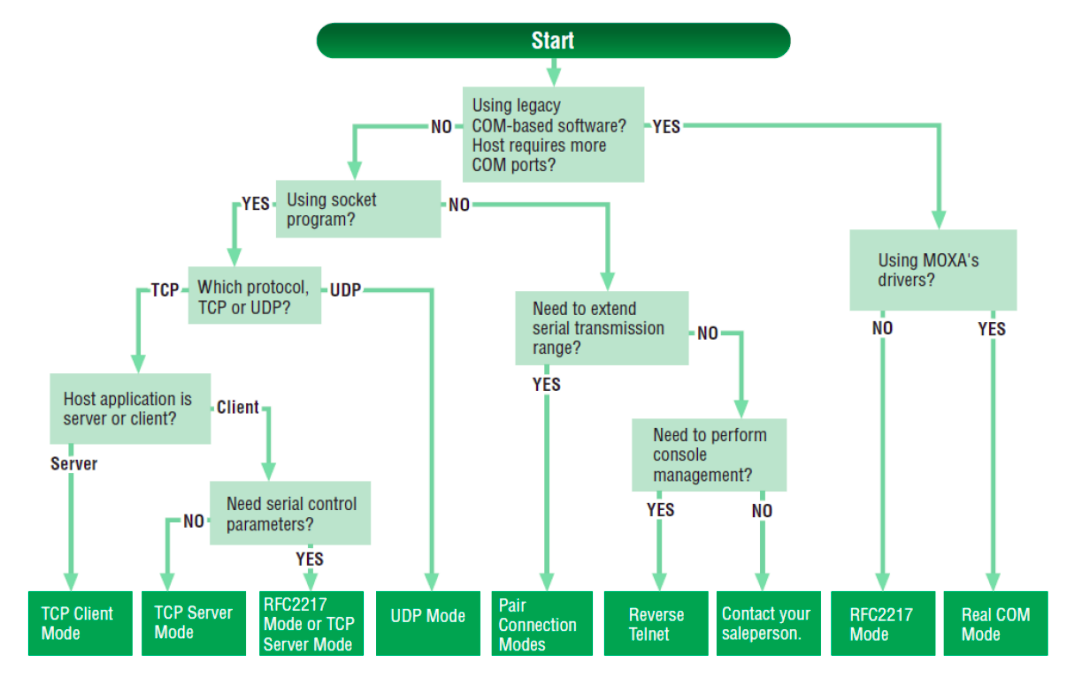 Start
Using legacy
COM-based software?
Host requires more
COM ports?
NO
YES
Using socket
program?
YES
NO
Using MOXA's
drivers?
Which protocol,
TCP or UDP?
TCP
UDP
Need to extend
serial transmission
range?
NO
NO
YES
YES
Host application is
server or client?
Client
Server
Need to perform
console
management?
Need serial control
parameters?
NO
YES
YES
NO
TCP Client
Mode
TCP Server
Mode
RFC2217
Mode or TCP
Server Mode
UDP Mode
Pair
Connection
Modes
Reverse
Telnet
Contact your
saleperson.
RFC2217
Mode
Real COM
Mode